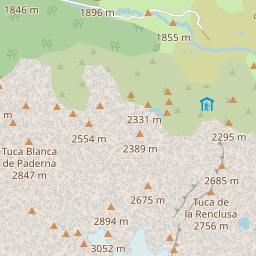 1846 m
1896 m
1855 m
m
2331 m
2554 m
2389 m
2295 m
Tuca Blanca
de Paderna
2847 m
2685 m
2675 m
Tuca de
la Renclusa
2756 m
2894 m
3052 m